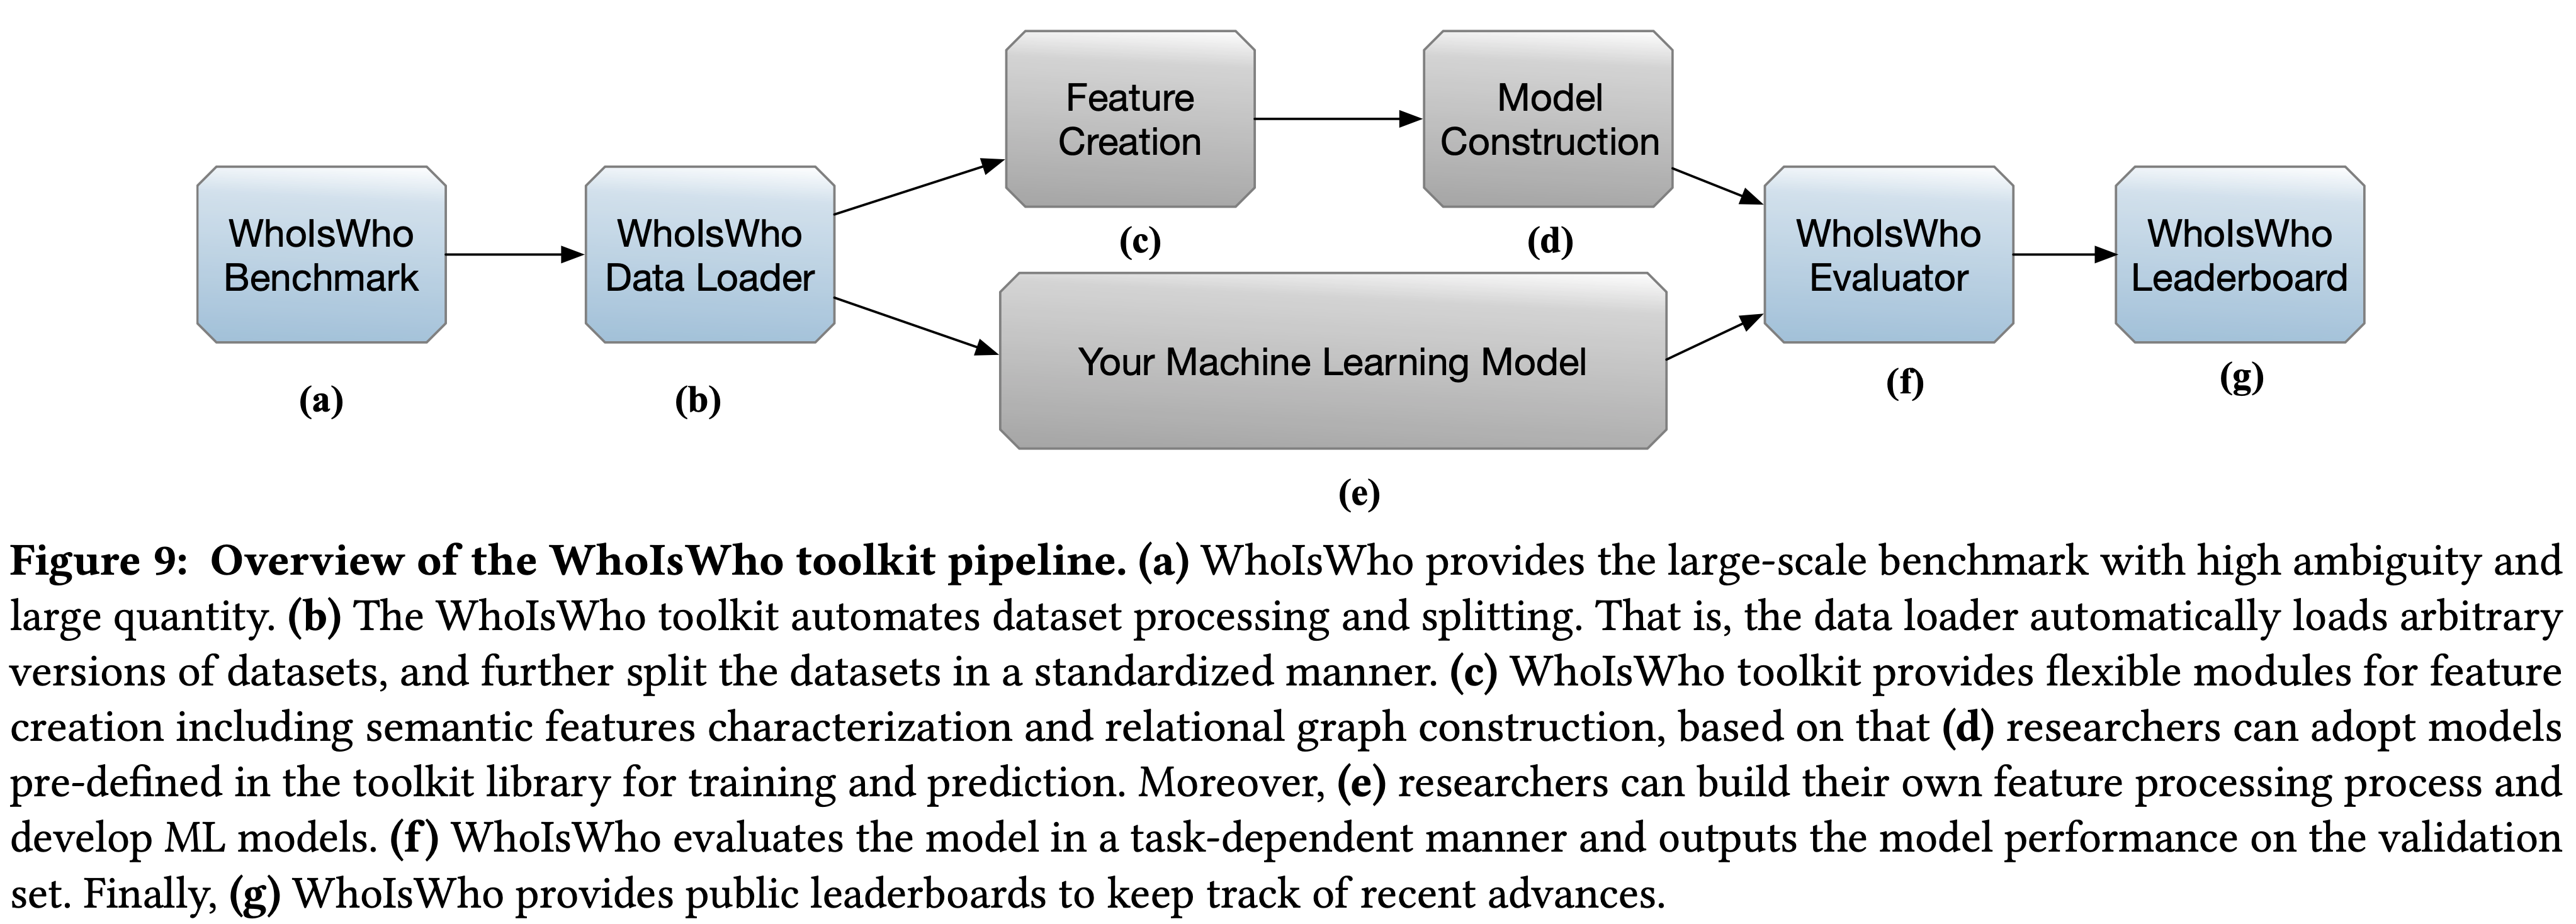 Feature
Creation
Model
Construction
WhoIsWho
Benchmark
WhoIsWho
Data Loader
(c)
(d)
WhoIsWho
Evaluator
WhoIsWho
Leaderboard
Your Machine Learning Model
(a)
(b)
(f)
(g)
(e)
Figure 9: Overview of the WhoIsWho toolkit pipeline. (a) WhoIsWho provides the large-scale benchmark with high ambiguity and
large quantity. (b) The WhoIsWho toolkit automates dataset processing and splitting. That is, the data loader automatically loads arbitrary
versions of datasets, and further split the datasets in a standardized manner. (c) WhoIsWho toolkit provides flexible modules for feature
creation including semantic features characterization and relational graph construction, based on that (d) researchers can adopt models
pre-defined in the toolkit library for training and prediction. Moreover, (e) researchers can build their own feature processing process and
develop ML models. (f) WhoIsWho evaluates the model in a task-dependent manner and outputs the model performance on the validation
set. Finally, (g) WhoIsWho provides public leaderboards to keep track of recent advances.